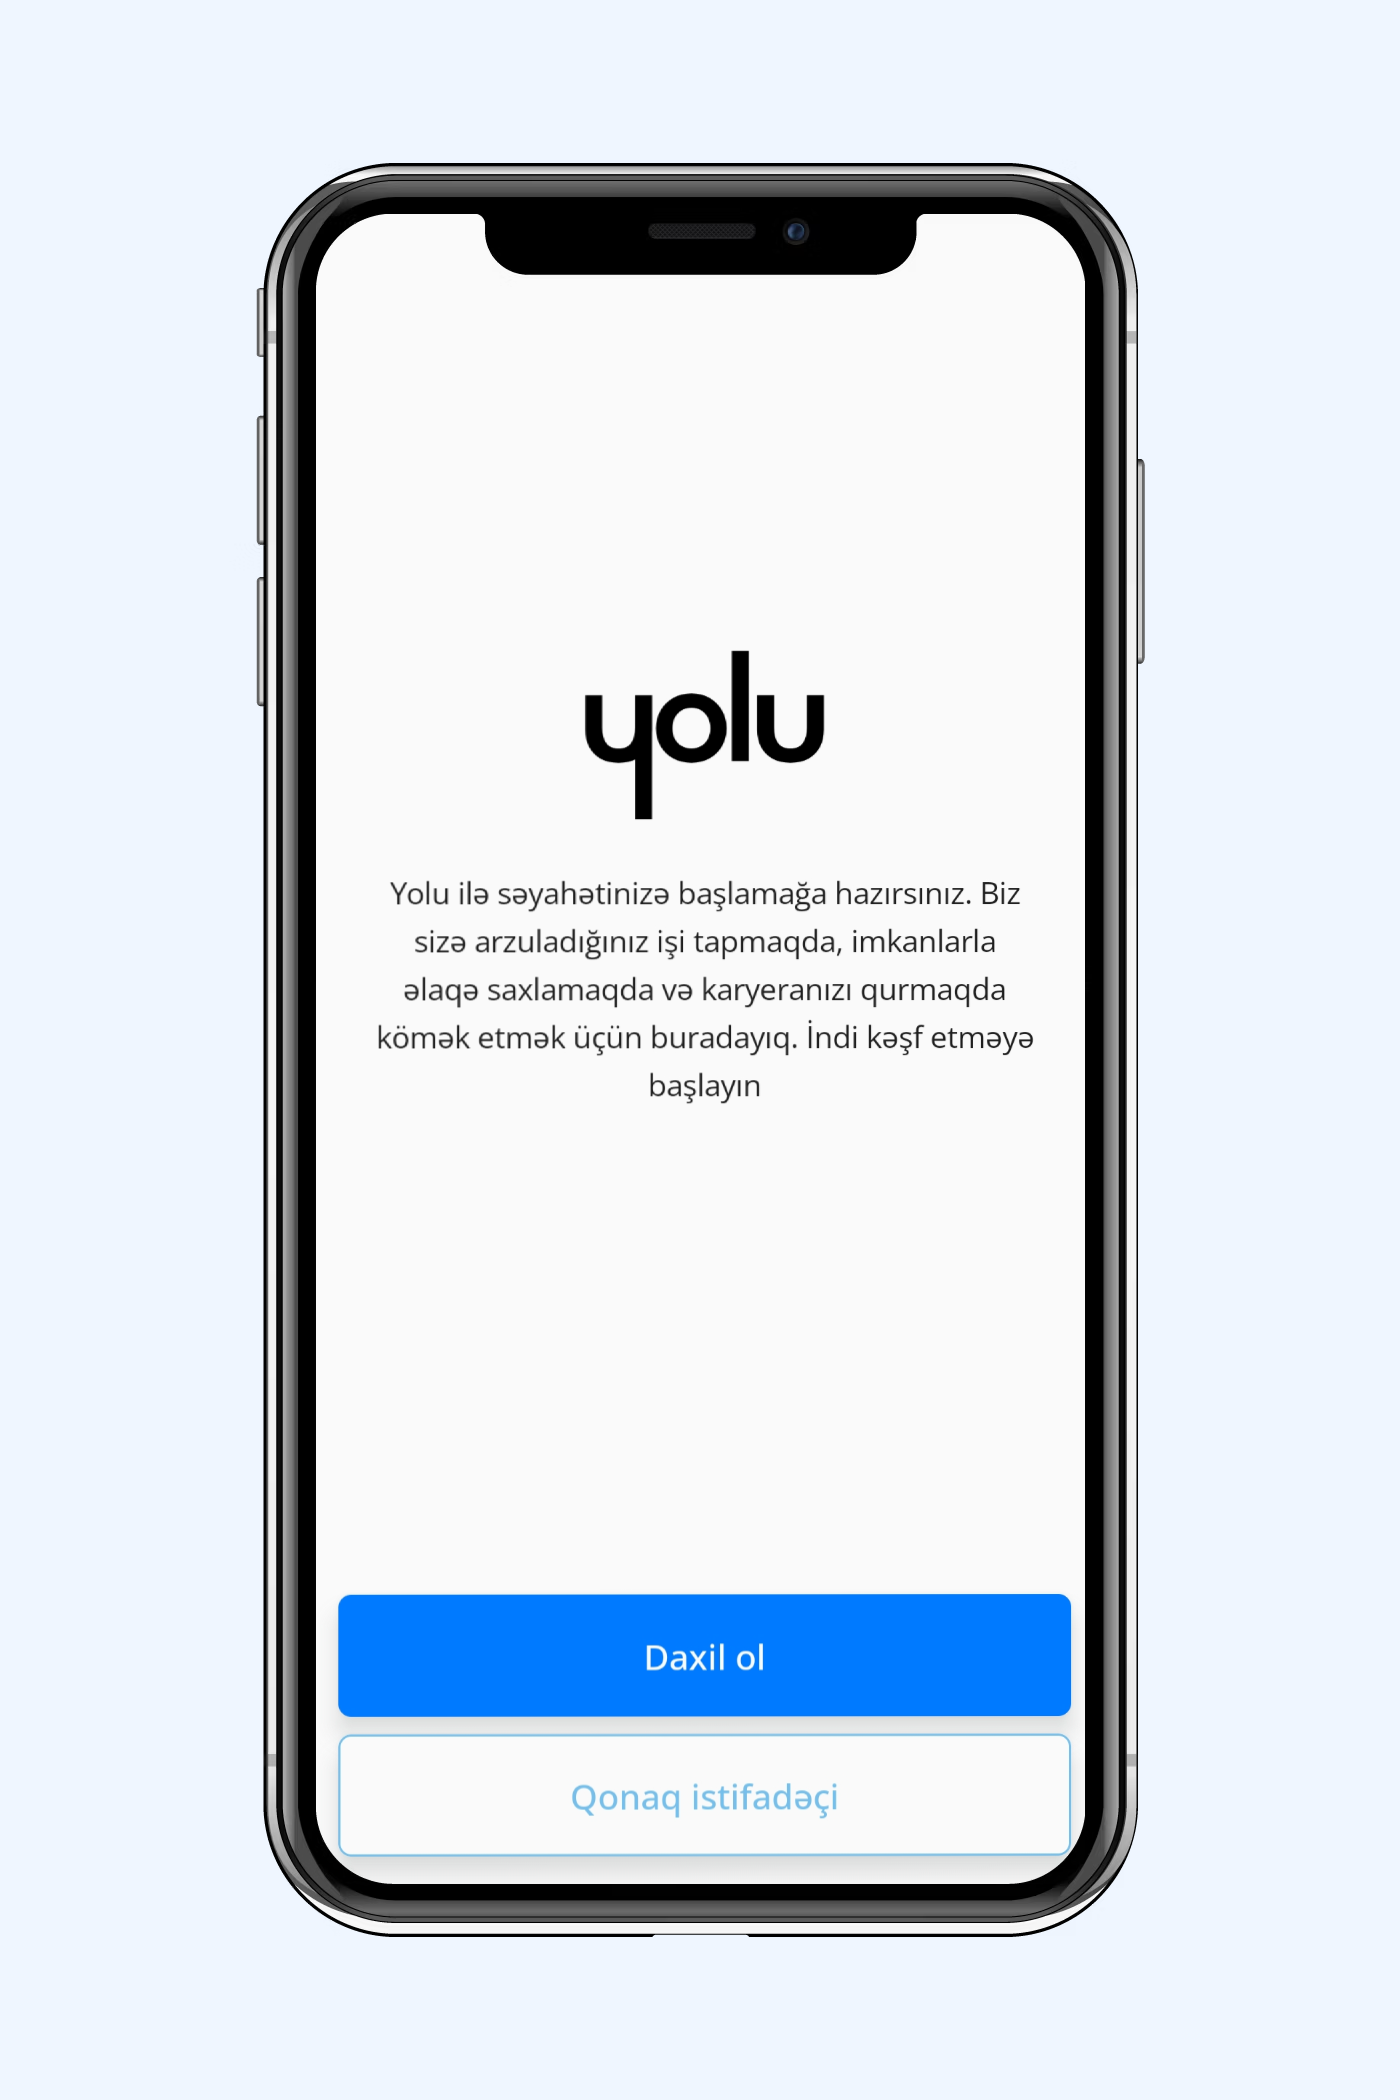 yolu
Yolu ilə səyahətinizə başlamağa hazırsınız. Biz
sizə arzuladığınız işi tapmaqda, imkanlarla
əlaqə saxlamaqda və karyeranızı qurmaqda
kömək etmək üçün buradayıq. İndi kəşf etməyə
başlayın
Daxil ol
Qonaq istifadəçi